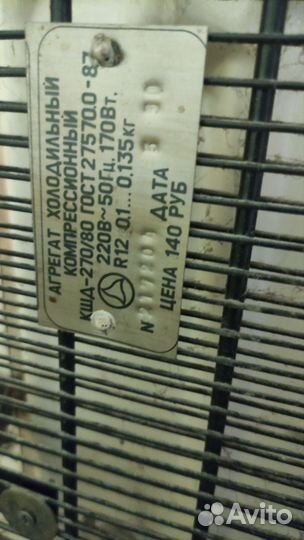 АГРЕГАТ ХОЛОДИЛЬНЫЙ
КОМПРЕССИОННЫЙ
КША-270/80 ГОСТ 27570.0-87
220В~50Гц, 170Вт.
R12 0,1... 0,135кг
N ДАТА
ЦЕНА 140 РУБ
Avito